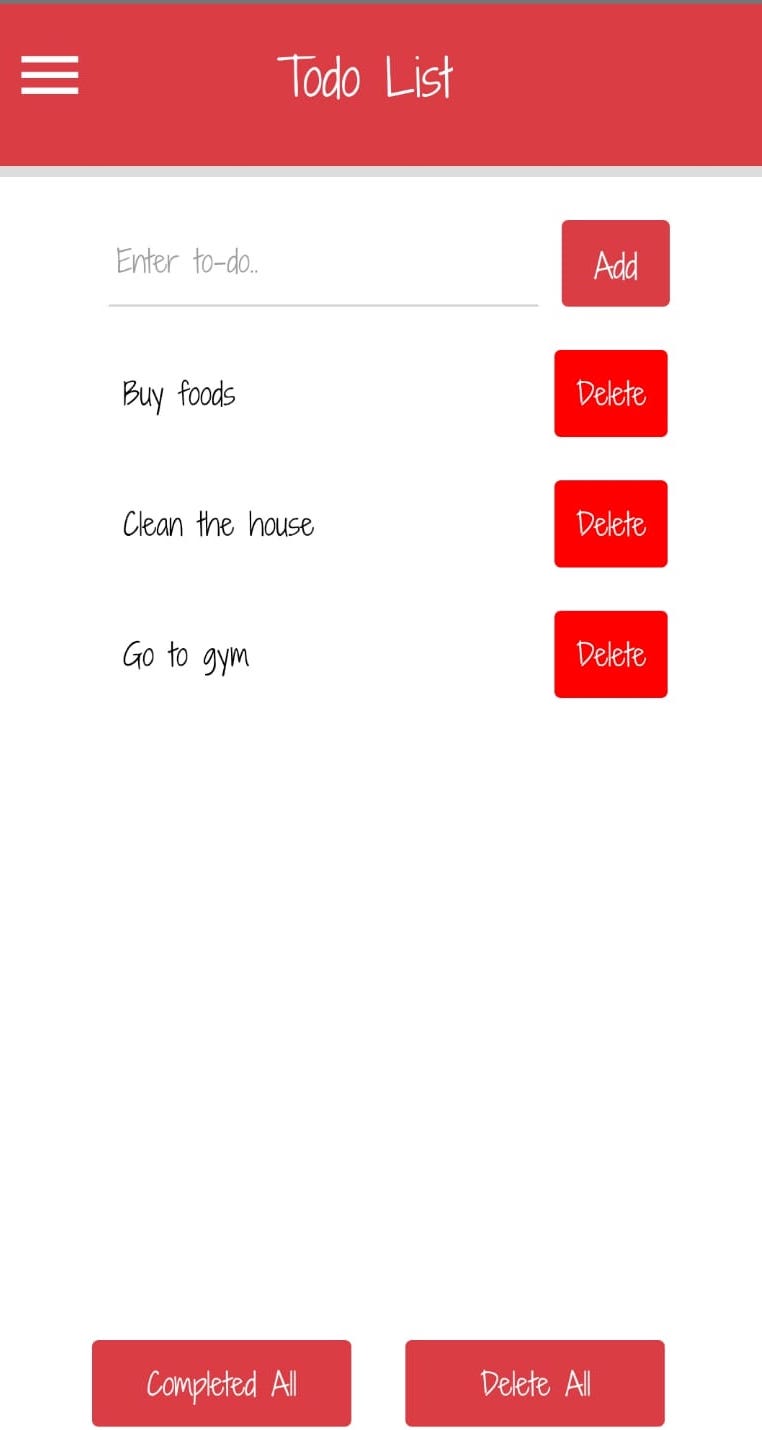 Todo List
Enter to-do..
Add
Buy foods
Delete
Clean the house
Delete
Go to gym
Delete
Completed All
Delete All